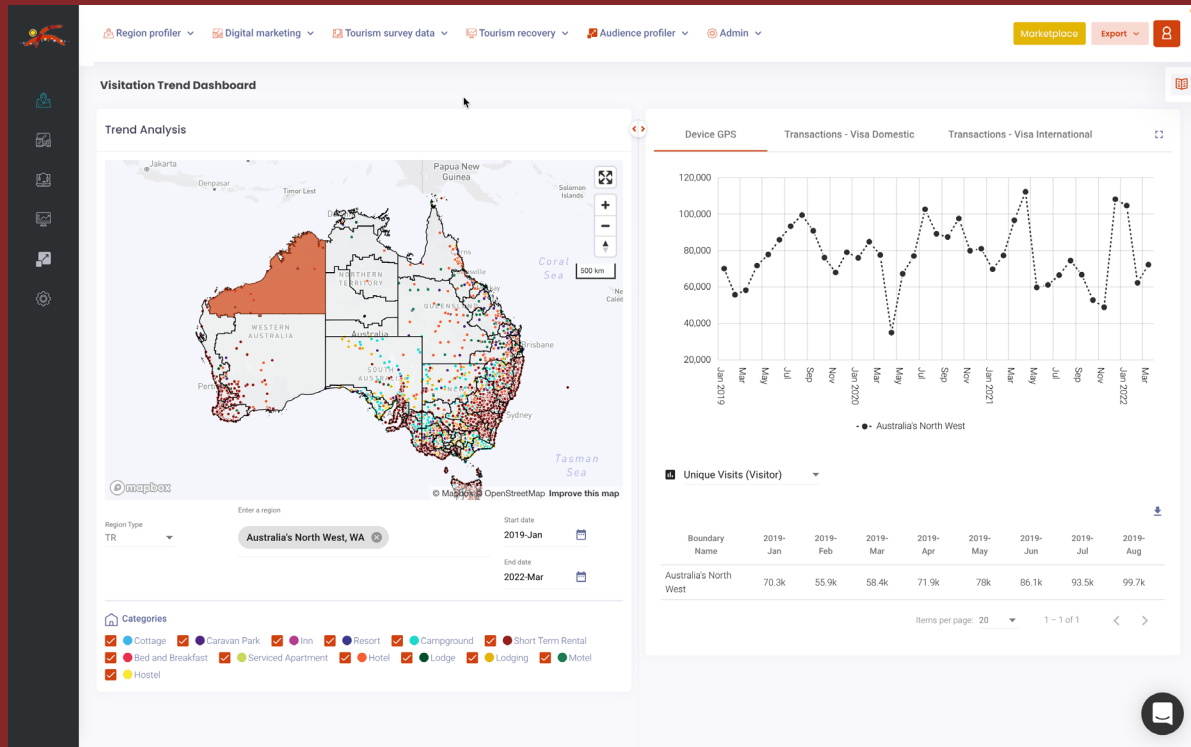 Region profiler
Digital marketing
Tourism survey data
Tourism recovery
Audience profiler
Admin
Marketplace
Export
Visitation Trend Dashboard
Trend Analysis
Jakarta
Denpasar
Timor Lest
Papua New
Guinea
Solomon
Islands
Coral
Sea
500 km
NORTHERN
TERRITORY
WESTERN
AUSTRALIA
Australia
Brisbane
Sydney
Tasman
Sea
mapbox
© Mapbox © OpenStreetMap Improve this map
Region Type
TR
Enter a region
Australia's North West, WA
Start date
2019-Jan
End date
2022-Mar
Categories
Cottage Caravan Park Inn Resort Campground Short Term Rental
Bed and Breakfast Serviced Apartment Hotel Lodge Lodging Motel
Hostel
Device GPS Transactions - Visa Domestic Transactions - Visa International
120,000
100,000
80,000
60,000
40,000
20,000
Jan 2019 Mar May Jul Sep Nov Jan 2020 Mar May Jul Sep Nov Jan 2021 Mar May Jul Sep Nov Jan 2022 Mar
Australia's North West
Unique Visits (Visitor)
Boundary Name 2019-Jan 2019-Feb 2019-Mar 2019-Apr 2019-May 2019-Jun 2019-Jul 2019-Aug
Australia's North West 70.3k 55.9k 58.4k 71.9k 78k 86.1k 93.5k 99.7k
Items per page: 20 1 – 1 of 1